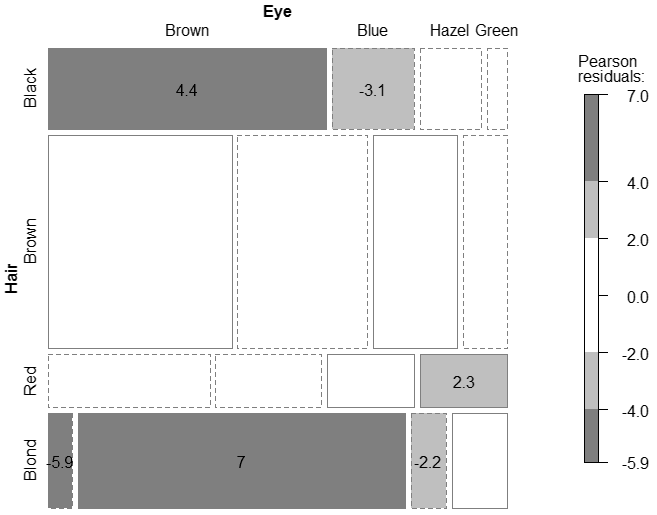 Eye
Brown Blue Hazel Green
Hair
Black
4.4 -3.1
Brown
Red
2.3
Blond
-5.9 7 -2.2
Pearson
residuals:
7.0
4.0
2.0
0.0
-2.0
-4.0
-5.9